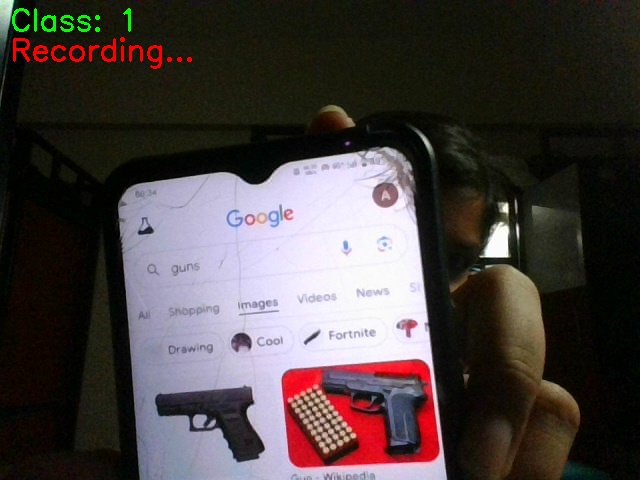 Class: 1
Recording...
Google
A
guns
All Shopping Images Videos News
Drawing Cool Fortnite
Gun - Wikipedia